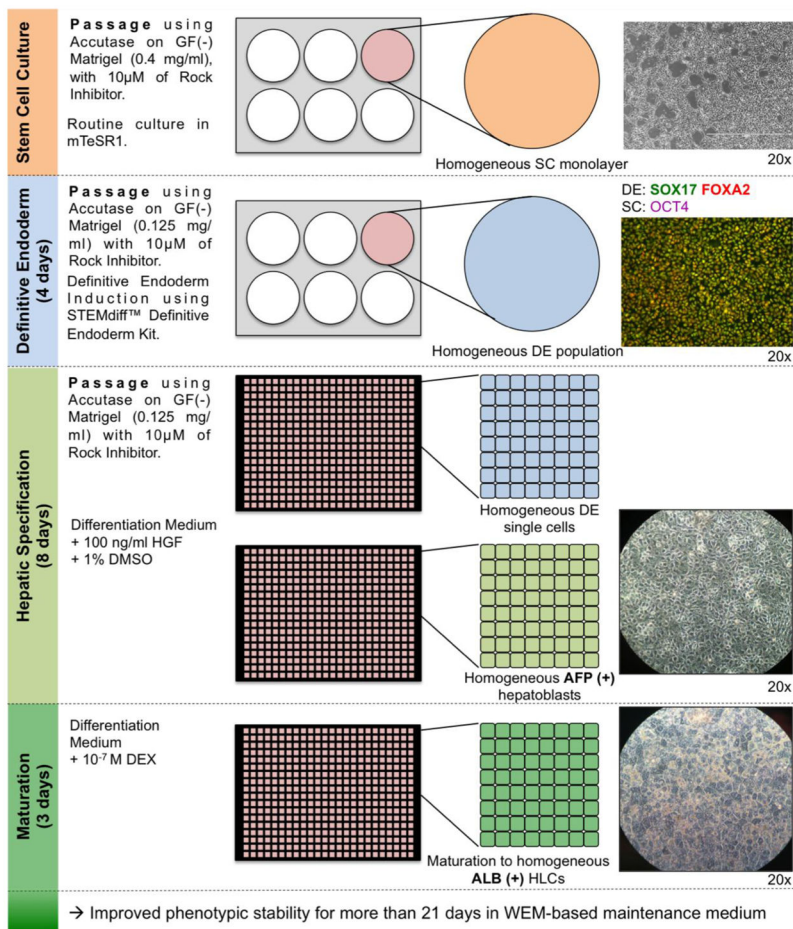 Stem Cell Culture
Passage using
Accutase on GF(-)
Matrigel (0.4 mg/ml),
with 10µM of Rock
Inhibitor.
Routine culture in
mTeSR1.
Homogeneous SC monolayer
20x
Definitive Endoderm
(4 days)
Passage using
Accutase on GF(-)
Matrigel (0.125 mg/
ml) with 10µM of
Rock Inhibitor.
Definitive Endoderm
Induction using
STEMdiff™ Definitive
Endoderm Kit.
Homogeneous DE population
DE: SOX17 FOXA2
SC: OCT4
20x
Hepatic Specification
(8 days)
Passage using
Accutase on GF(-)
Matrigel (0.125 mg/
ml) with 10µM of
Rock Inhibitor.
Homogeneous DE
single cells
Differentiation Medium
+ 100 ng/ml HGF
+ 1% DMSO
Homogeneous AFP (+)
hepatoblasts
20x
Maturation
(3 days)
Differentiation
Medium
+ 10⁻⁷ M DEX
Maturation to homogeneous
ALB (+) HLCs
20x
→ Improved phenotypic stability for more than 21 days in WEM-based maintenance medium